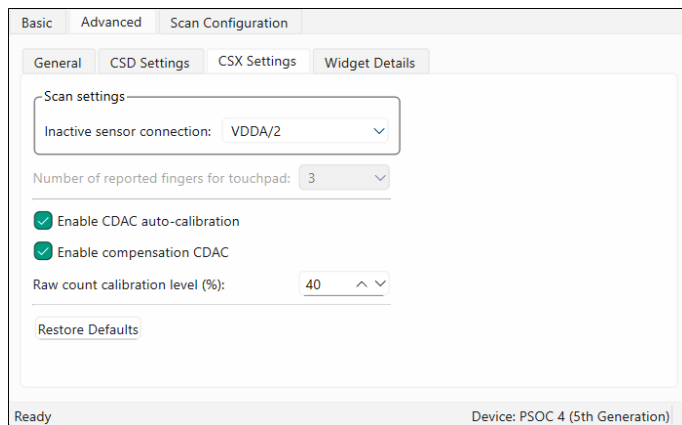 Basic Advanced Scan Configuration
General CSD Settings CSX Settings Widget Details
Scan settings
Inactive sensor connection: VDDA/2
Number of reported fingers for touchpad: 3
Enable CDAC auto-calibration
Enable compensation CDAC
Raw count calibration level (%): 40
Restore Defaults
Ready Device: PSOC 4 (5th Generation)